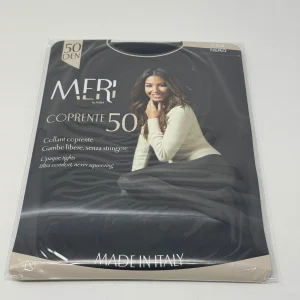 50
DEN
MERI
COPRENTE 50
Collant coprente
Gambe libere, senza stringere
Opaque tights
Ultra comfort, never squeezing
MADE IN ITALY